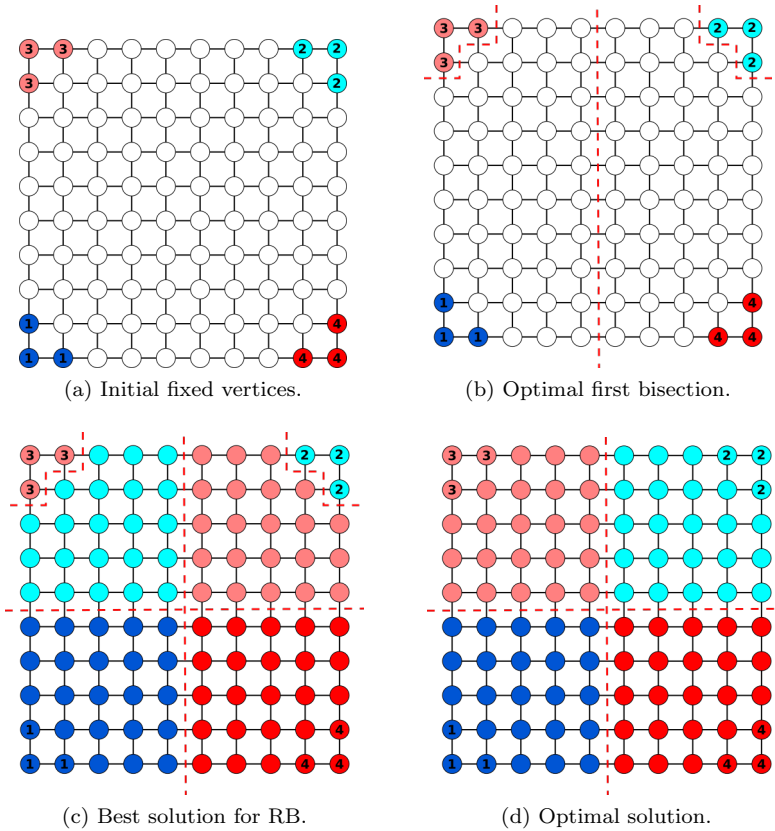 3 3 2 2
3 2
1 4
1 1 4 4
(a) Initial fixed vertices.
3 3 2 2
3 2
1 4
1 1 4 4
(b) Optimal first bisection.
3 3 2 2
3 2
1 4
1 1 4 4
(c) Best solution for RB.
3 3 2 2
3 2
1 4
1 1 4 4
(d) Optimal solution.